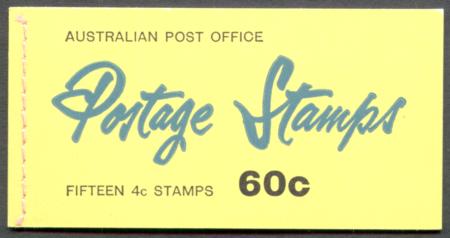 AUSTRALIAN POST OFFICE
Postage Stamps
FIFTEEN 4c STAMPS 60c